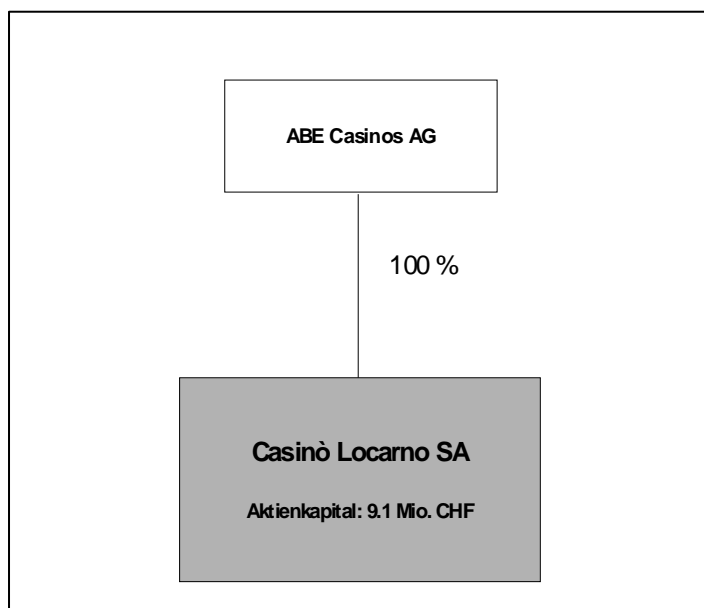 ABE Casinos AG
100 %
Casinò Locarno SA
Aktienkapital: 9.1 Mio. CHF